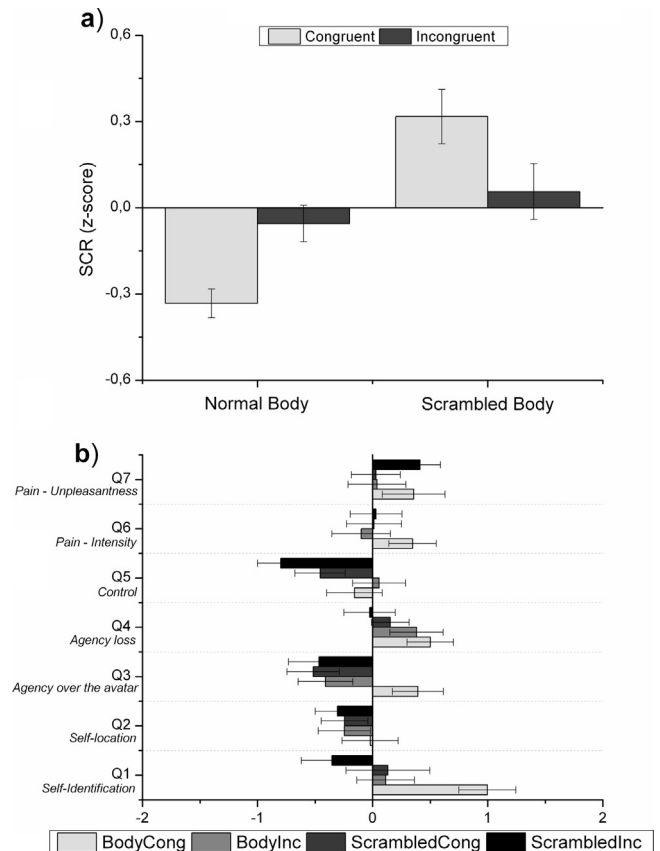 a)
Congruent Incongruent
SCR (z-score)
0,6
0,3
0,0
-0,3
-0,6
Normal Body Scrambled Body
b)
Q7
Pain - Unpleasantness
Q6
Pain - Intensity
Q5
Control
Q4
Agency loss
Q3
Agency over the avatar
Q2
Self-location
Q1
Self-Identification
-2 -1 0 1 2
BodyCong BodyInc ScrambledCong ScrambledInc